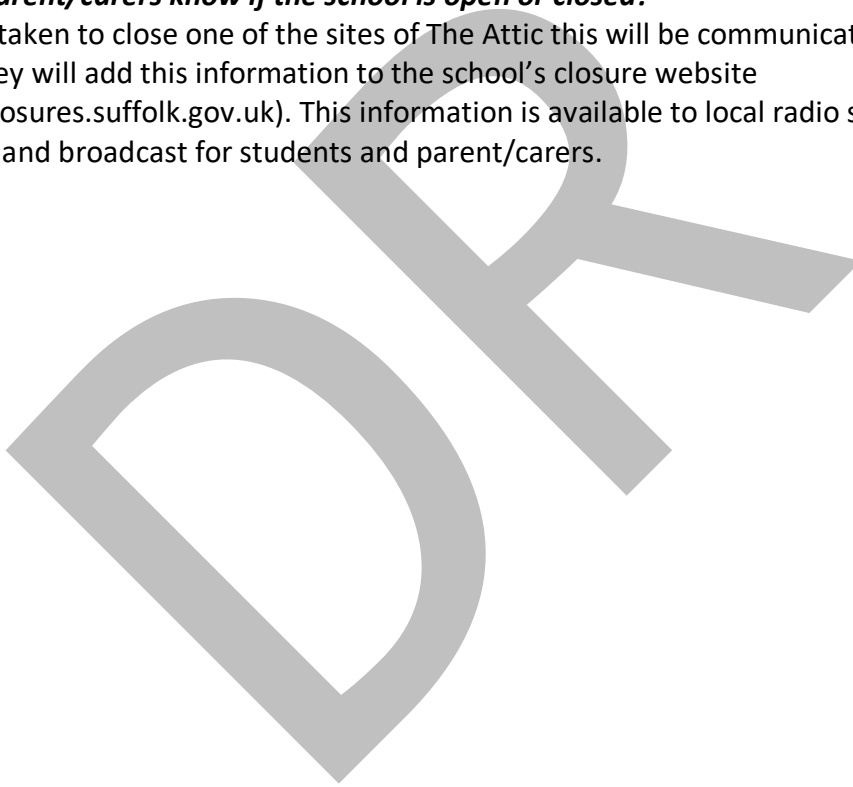 arent/carers know if the school is open or closed?
taken to close one of the sites of The Attic this will be communicat
ey will add this information to the school's closure website
osures.suffolk.gov.uk). This information is available to local radio s
and broadcast for students and parent/carers.
DR